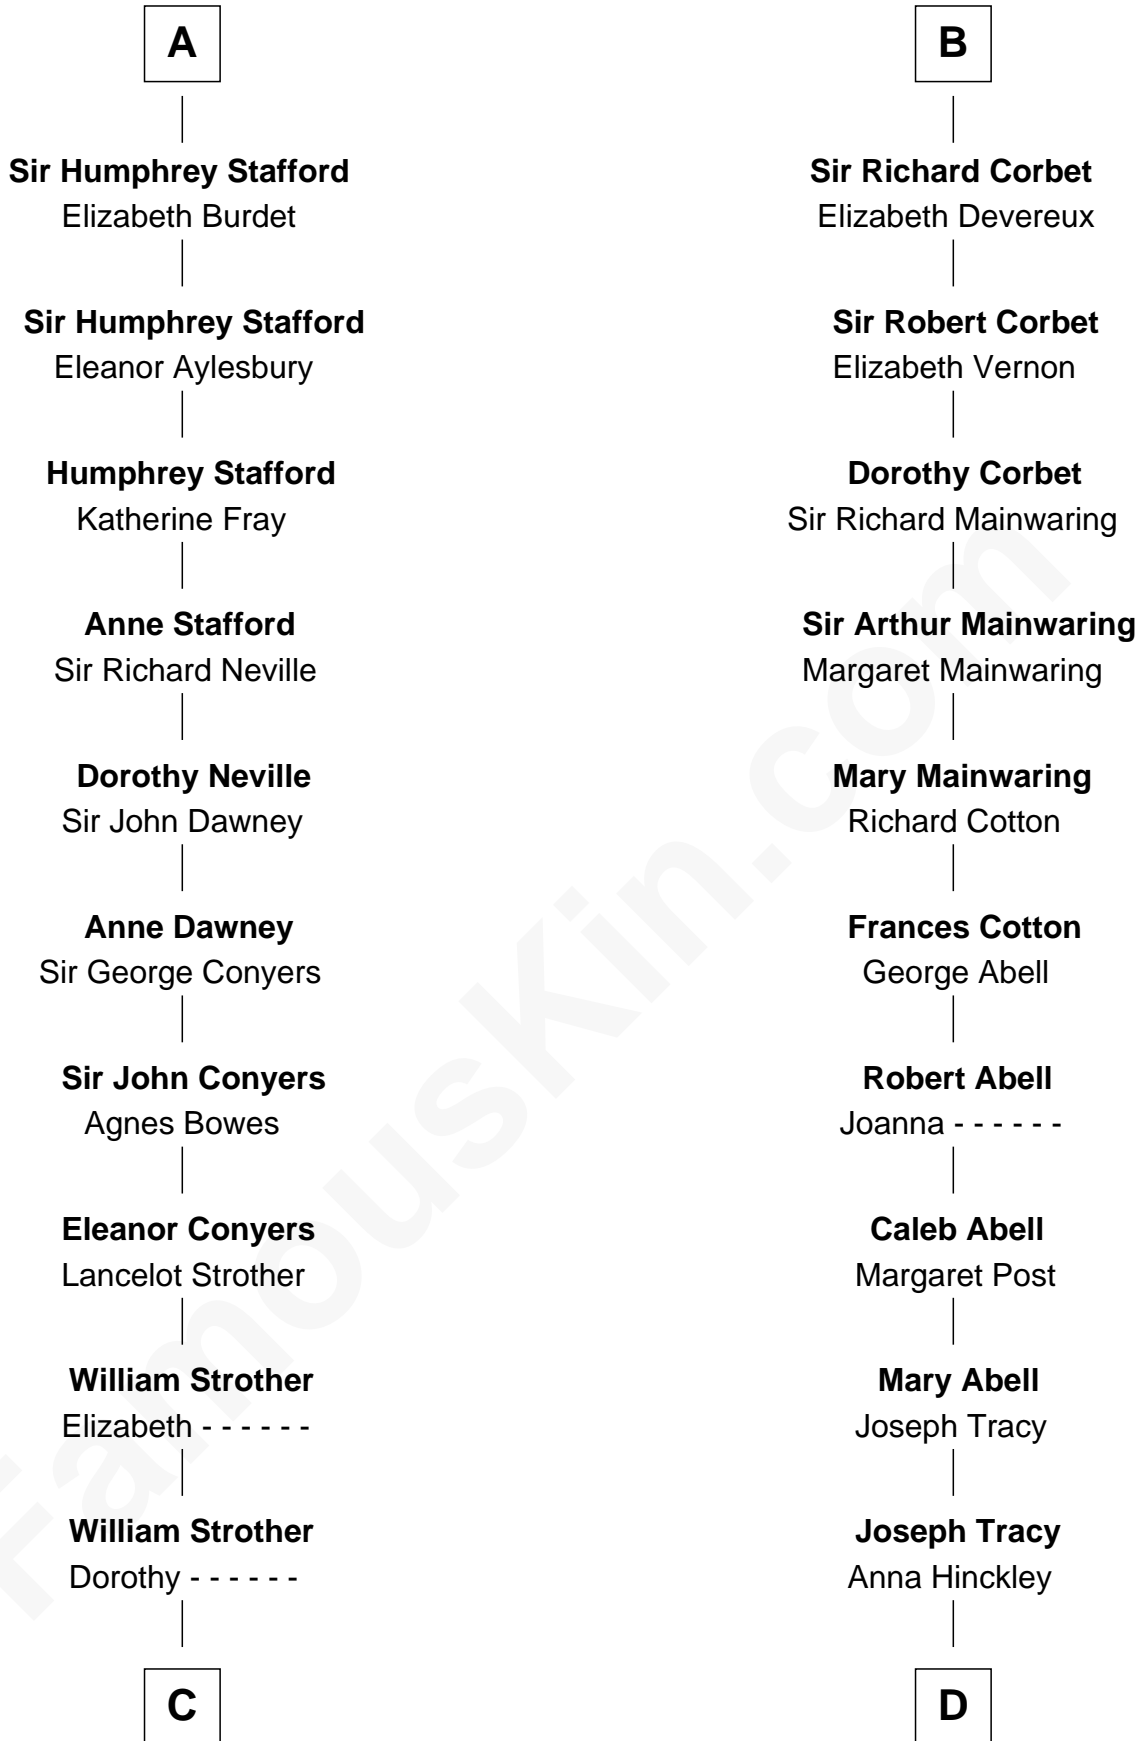 A
Sir Humphrey Stafford
Elizabeth Burdet
Sir Humphrey Stafford
Eleanor Aylesbury
Humphrey Stafford
Katherine Fray
Anne Stafford
Sir Richard Neville
Dorothy Neville
Sir John Dawney
Anne Dawney
Sir George Conyers
Sir John Conyers
Agnes Bowes
Eleanor Conyers
Lancelot Strother
William Strother
Elizabeth - - - - - -
William Strother
Dorothy - - - - - -
C
B
Sir Richard Corbet
Elizabeth Devereux
Sir Robert Corbet
Elizabeth Vernon
Dorothy Corbet
Sir Richard Mainwaring
Sir Arthur Mainwaring
Margaret Mainwaring
Mary Mainwaring
Richard Cotton
Frances Cotton
George Abell
Robert Abell
Joanna - - - - - -
Caleb Abell
Margaret Post
Mary Abell
Joseph Tracy
Joseph Tracy
Anna Hinckley
D
FamousKin.com